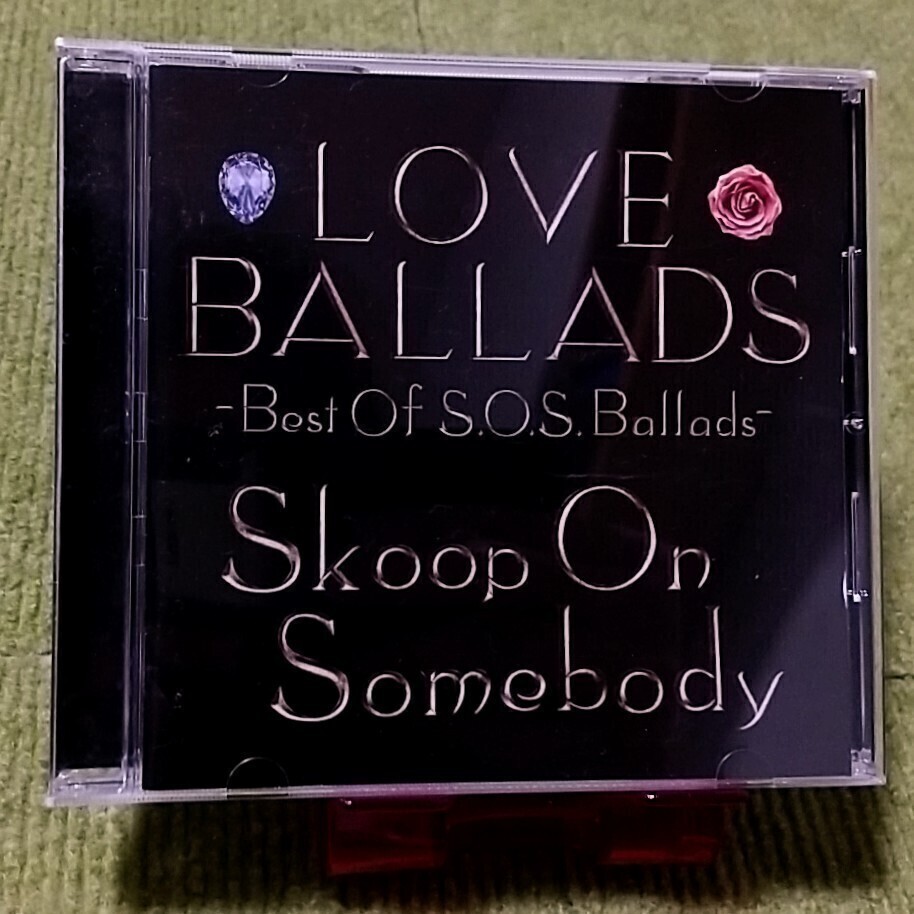 LOVE
BALLADS
-Best Of S.O.S. Ballads-
Skoop On
Somebody